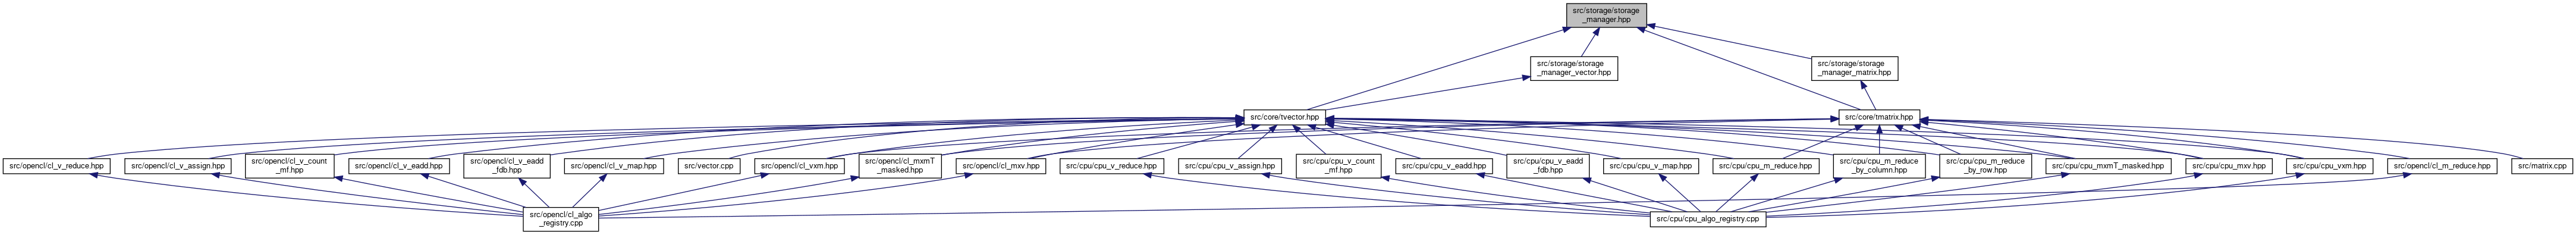 src/storage/storage
_manager.hpp
src/storage/storage
_manager_vector.hpp
src/storage/storage
_manager_matrix.hpp
src/core/tvector.hpp
src/core/tmatrix.hpp
src/opencl/cl_v_reduce.hpp
src/opencl/cl_v_assign.hpp
src/opencl/cl_v_count
_mf.hpp
src/opencl/cl_v_eadd.hpp
src/opencl/cl_v_eadd
_fdb.hpp
src/opencl/cl_v_map.hpp
src/vector.cpp
src/opencl/cl_vxm.hpp
src/opencl/cl_mxmT
_masked.hpp
src/opencl/cl_mxv.hpp
src/cpu/cpu_v_reduce.hpp
src/cpu/cpu_v_assign.hpp
src/cpu/cpu_v_count
_mf.hpp
src/cpu/cpu_v_eadd.hpp
src/cpu/cpu_v_eadd
_fdb.hpp
src/cpu/cpu_v_map.hpp
src/cpu/cpu_m_reduce.hpp
src/cpu/cpu_m_reduce
_by_column.hpp
src/cpu/cpu_m_reduce
_by_row.hpp
src/cpu/cpu_mxmT_masked.hpp
src/cpu/cpu_mxv.hpp
src/cpu/cpu_vxm.hpp
src/opencl/cl_m_reduce.hpp
src/matrix.cpp
src/opencl/cl_algo
_registry.cpp
src/cpu/cpu_algo_registry.cpp